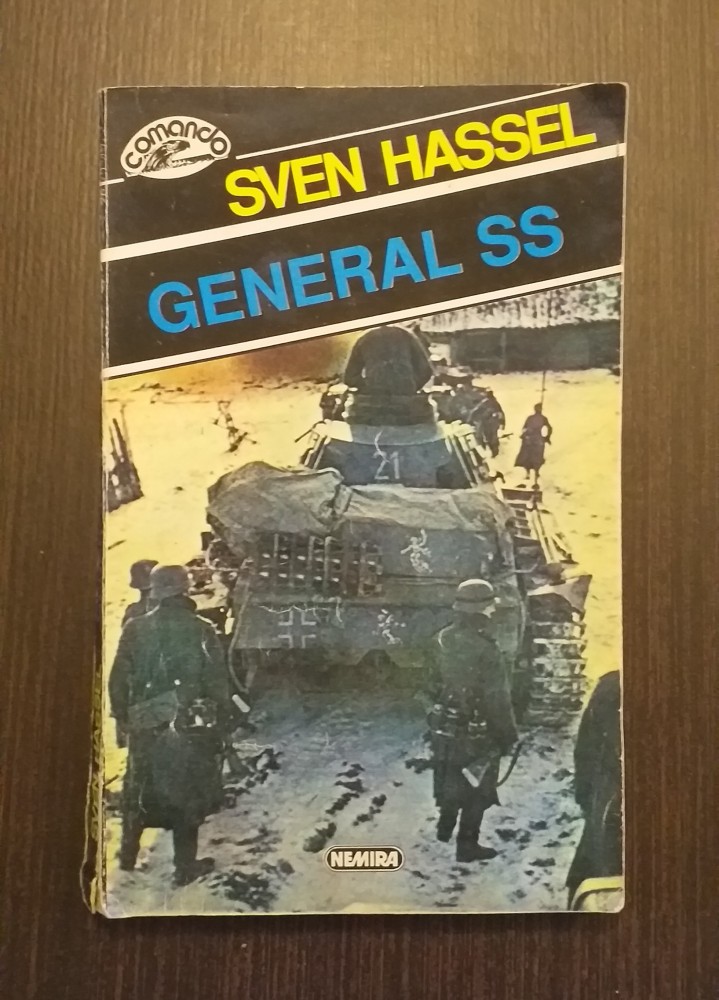 comando
SVEN HASSEL
GENERAL SS
21
NEMIRA